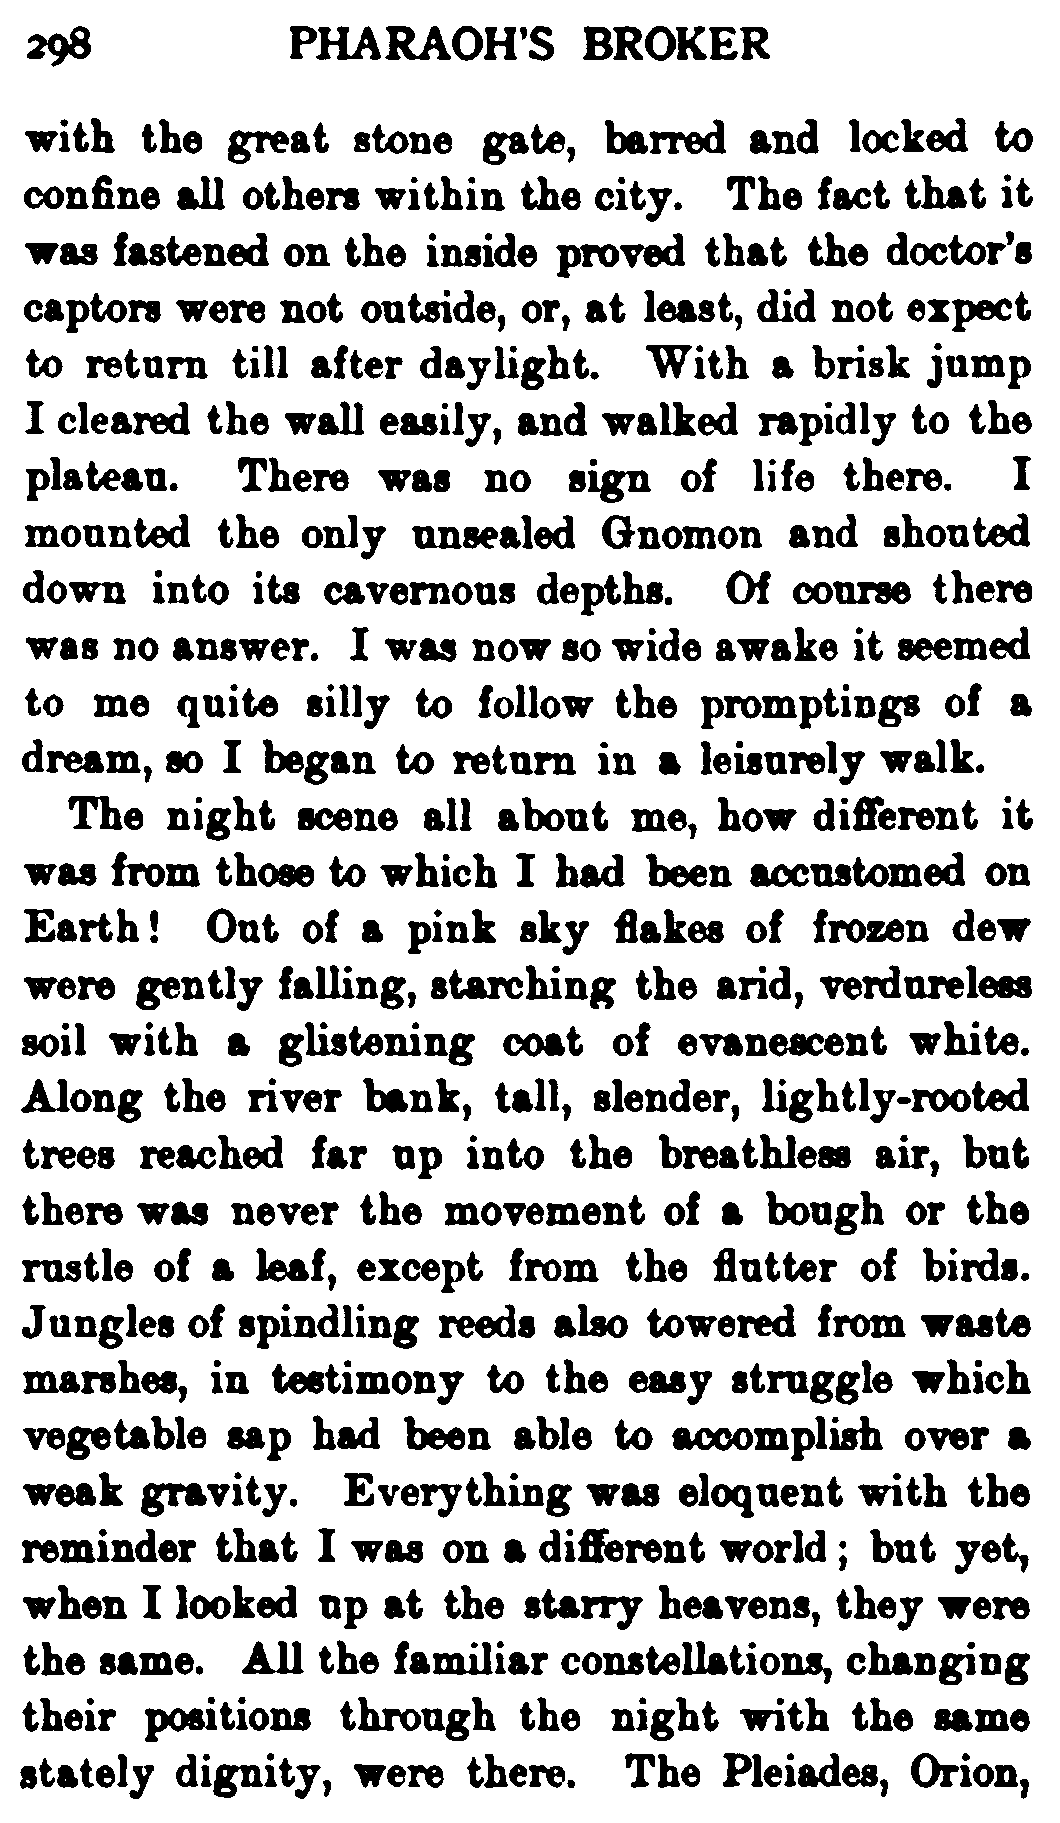 298 PHARAOH'S BROKER
with the great stone gate, barred and locked to
confine all others within the city. The fact that it
was fastened on the inside proved that the doctor's
captors were not outside, or, at least, did not expect
to return till after daylight. With a brisk jump
I cleared the wall easily, and walked rapidly to the
plateau. There was no sign of life there. I
mounted the only unsealed Gnomon and shouted
down into its cavernous depths. Of course there
was no answer. I was now so wide awake it seemed
to me quite silly to follow the promptings of a
dream, so I began to return in a leisurely walk.
The night scene all about me, how different it
was from those to which I had been accustomed on
Earth! Out of a pink sky flakes of frozen dew
were gently falling, starching the arid, verdureless
soil with a glistening coat of evanescent white.
Along the river bank, tall, slender, lightly-rooted
trees reached far up into the breathless air, but
there was never the movement of a bough or the
rustle of a leaf, except from the flutter of birds.
Jungles of spindling reeds also towered from waste
marshes, in testimony to the easy struggle which
vegetable sap had been able to accomplish over a
weak gravity. Everything was eloquent with the
reminder that I was on a different world; but yet,
when I looked up at the starry heavens, they were
the same. All the familiar constellations, changing
their positions through the night with the same
stately dignity, were there. The Pleiades, Orion,